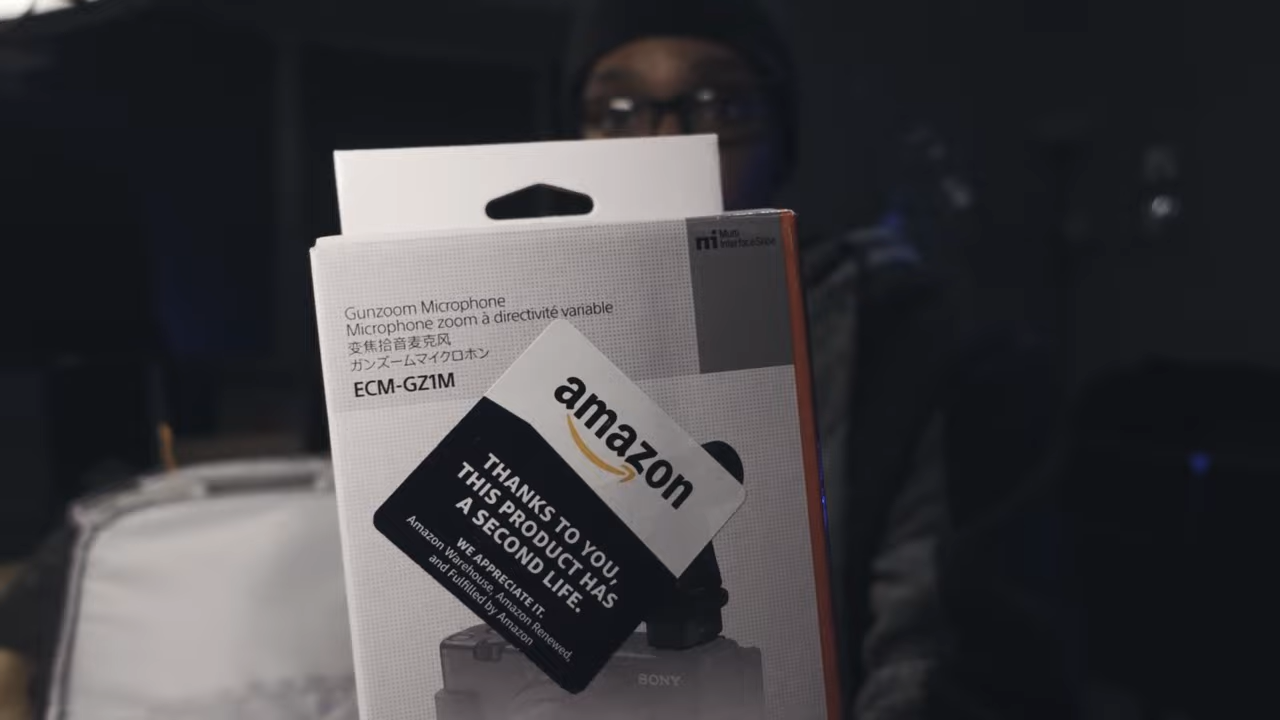 mi Multi
Interface Shoe
Gunzoom Microphone
Microphone zoom à directivité variable
变焦拾音麦克风
ガンズームマイクロホン
ECM-GZ1M
amazon
THANKS TO YOU,
THIS PRODUCT HAS
A SECOND LIFE.
WE APPRECIATE IT.
Amazon Warehouse, Amazon Renewed,
and Fulfilled by Amazon
SONY